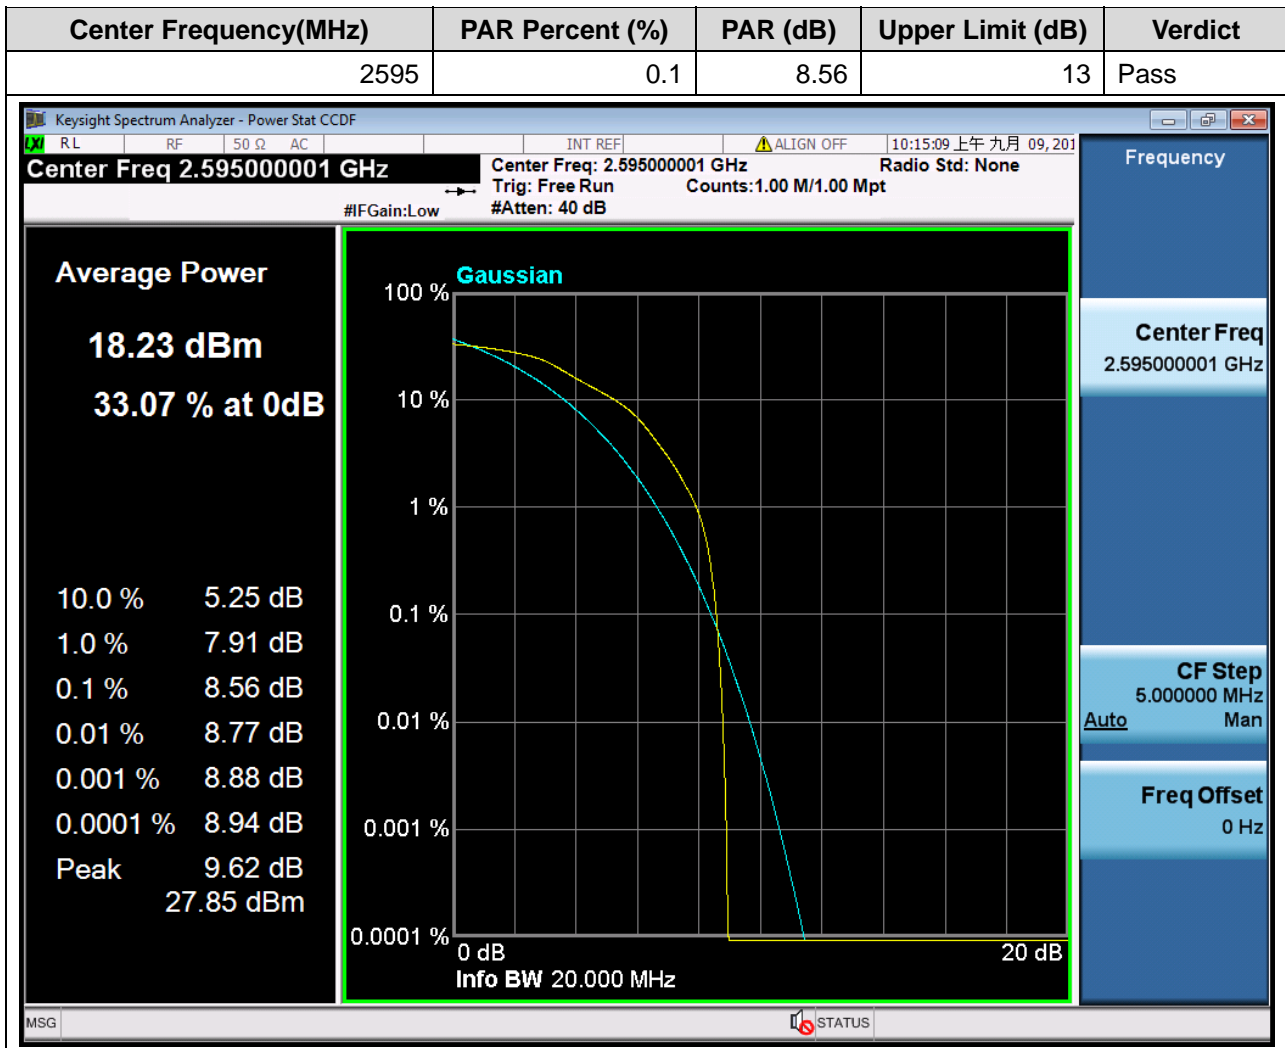 Center Frequency(MHz) PAR Percent (%) PAR (dB) Upper Limit (dB) Verdict
2595 0.1 8.56 13 Pass
Keysight Spectrum Analyzer - Power Stat CCDF
LXI RL RF 50 Ω AC INT REF ALIGN OFF 10:15:09 上午 九月 09, 201
Center Freq 2.595000001 GHz
Center Freq: 2.595000001 GHz Radio Std: None
Trig: Free Run Counts:1.00 M/1.00 Mpt
#IFGain:Low #Atten: 40 dB
Average Power
18.23 dBm
33.07 % at 0dB
10.0 % 5.25 dB
1.0 % 7.91 dB
0.1 % 8.56 dB
0.01 % 8.77 dB
0.001 % 8.88 dB
0.0001 % 8.94 dB
Peak 9.62 dB
27.85 dBm
Gaussian
100 %
10 %
1 %
0.1 %
0.01 %
0.001 %
0.0001 %
0 dB 20 dB
Info BW 20.000 MHz
Frequency
Center Freq
2.595000001 GHz
CF Step
5.000000 MHz
Auto Man
Freq Offset
0 Hz
MSG STATUS